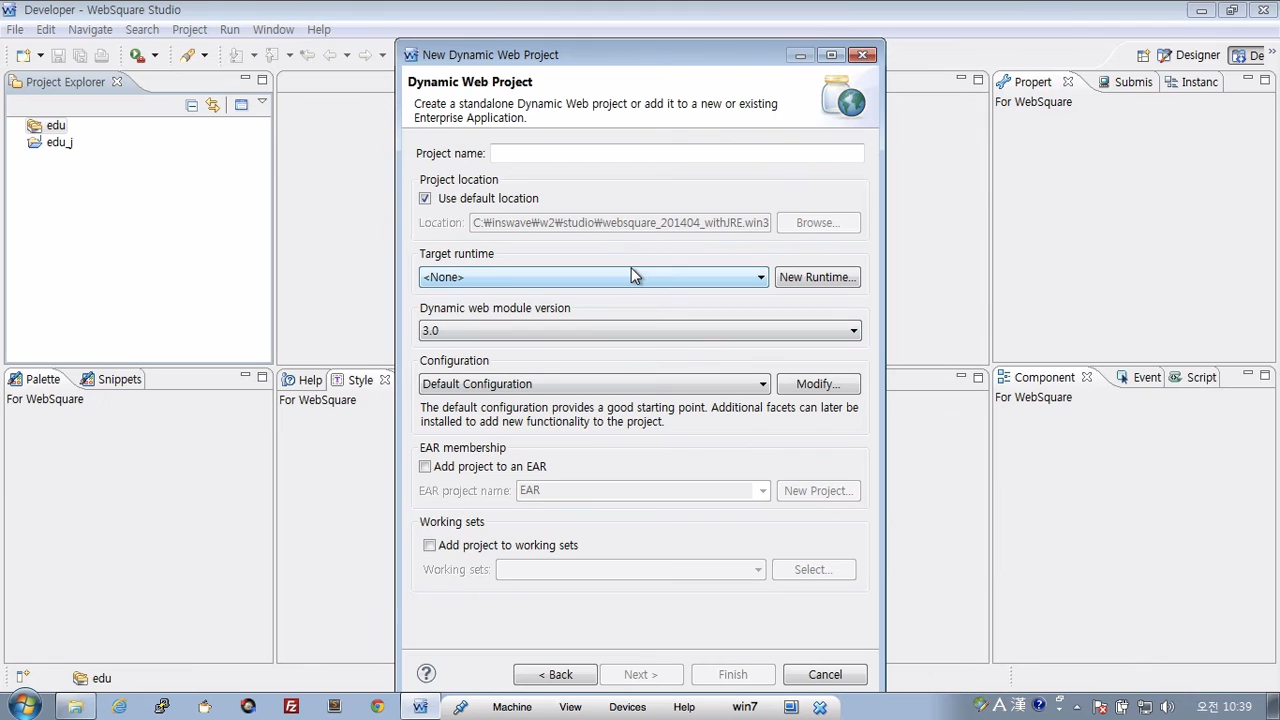 Developer - WebSquare Studio
File Edit Navigate Search Project Run Window Help
Designer De
Project Explorer
edu
edu_j
New Dynamic Web Project
Dynamic Web Project
Create a standalone Dynamic Web project or add it to a new or existing
Enterprise Application.
Project name:
Project location
Use default location
Location: C:₩inswave₩w2₩studio₩websquare_201404_withJRE.win3 Browse...
Target runtime
<None> New Runtime...
Dynamic web module version
3.0
Configuration
Default Configuration Modify...
The default configuration provides a good starting point. Additional facets can later be
installed to add new functionality to the project.
EAR membership
Add project to an EAR
EAR project name: EAR New Project...
Working sets
Add project to working sets
Working sets: Select...
< Back Next > Finish Cancel
Propert Submis Instanc
For WebSquare
Palette Snippets
For WebSquare
Help Style
For WebSquare
Component Event Script
For WebSquare
edu
Machine View Devices Help win7
A 漢
오전 10:39